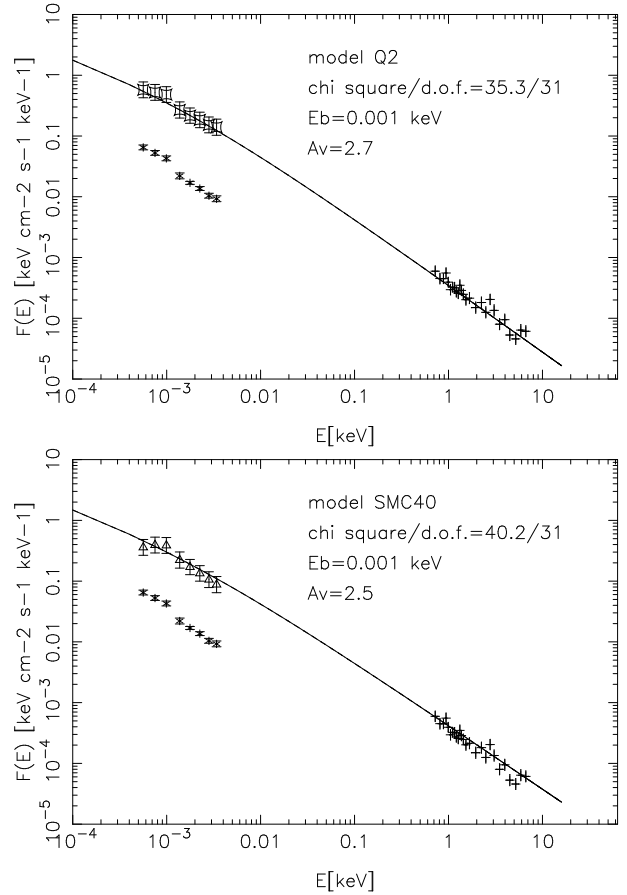 10
1
0.1
0.01
10−3
10−4
10−5
F(E) [keV cm−2 s−1 keV−1]
model Q2
chi square/d.o.f.=35.3/31
Eb=0.001 keV
Av=2.7
10−4 10−3 0.01 0.1 1 10
E[keV]
10
1
0.1
0.01
10−3
10−4
10−5
F(E) [keV cm−2 s−1 keV−1]
model SMC40
chi square/d.o.f.=40.2/31
Eb=0.001 keV
Av=2.5
10−4 10−3 0.01 0.1 1 10
E[keV]